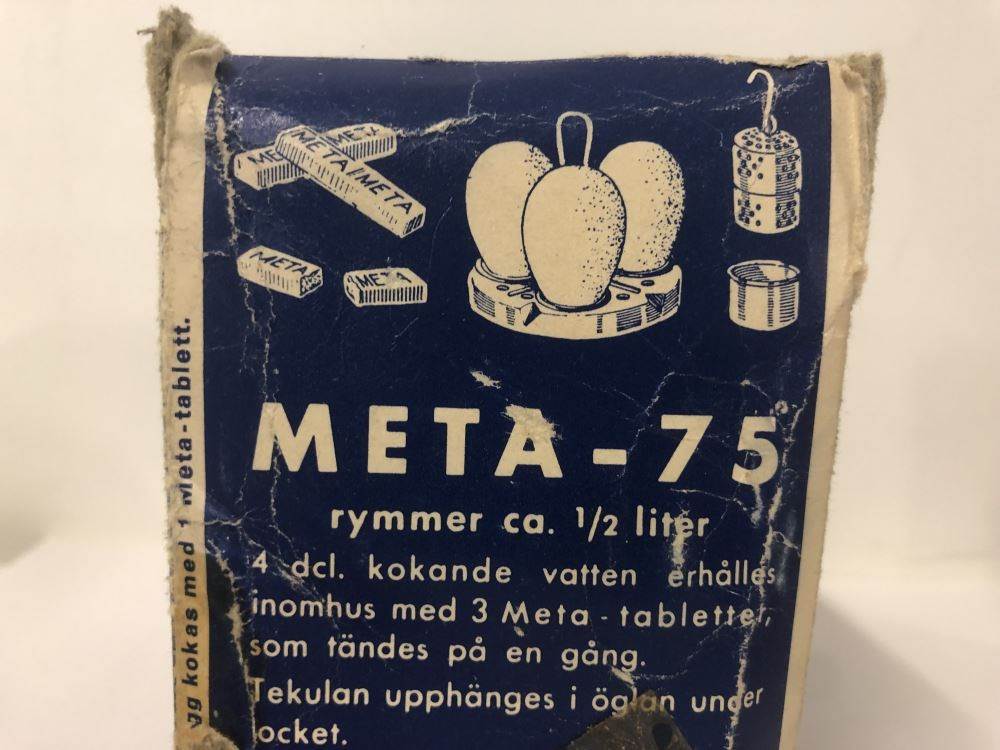 META META
META
META
META
META
META-75
rymmer ca. 1/2 liter
4 dcl. kokande vatten erhålles
inomhus med 3 Meta-tabletter,
som tändes på en gång.
Tekulan upphänges i öglan under
locket.
gg kokas med 1 Meta-tablett.